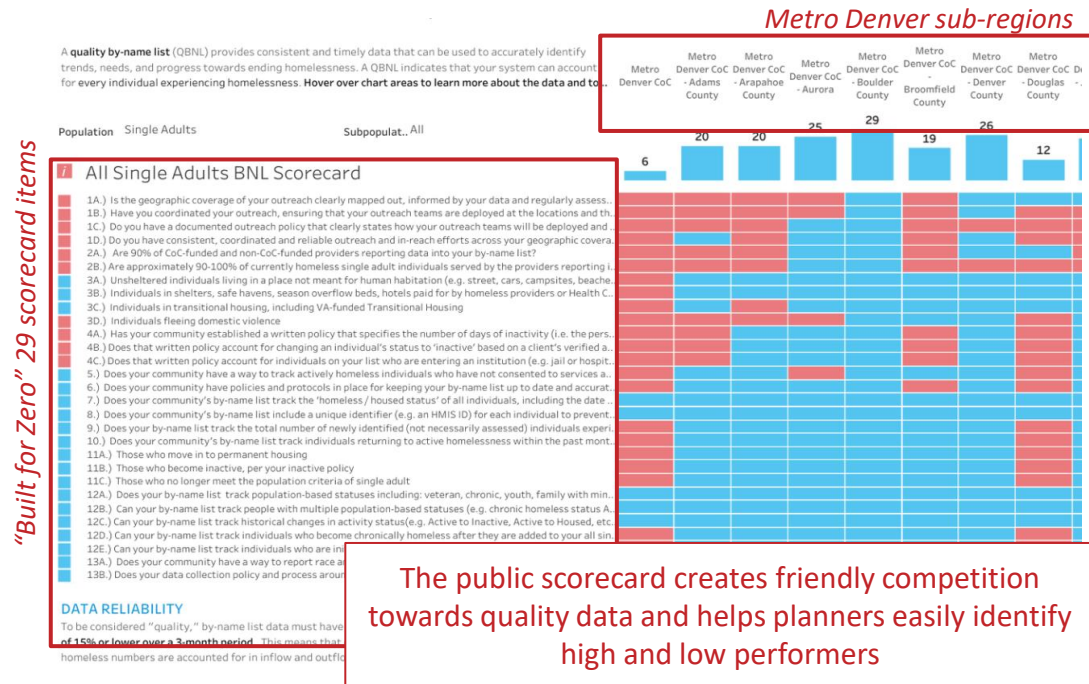 Metro Denver sub-regions
A quality by-name list (QBNL) provides consistent and timely data that can be used to accurately identify
trends, needs, and progress towards ending homelessness. A QBNL indicates that your system can account
for every individual experiencing homelessness. Hover over chart areas to learn more about the data and to...
Population Single Adults Subpopulat.. All
Metro
Denver CoC
Metro
Denver CoC
- Adams
County
Metro
Denver CoC
- Arapahoe
County
Metro
Denver CoC
- Aurora
Metro
Denver CoC
- Boulder
County
Metro
Denver CoC
-
Broomfield
County
Metro
Denver CoC
- Denver
County
Metro
Denver CoC
- Douglas
County
6 20 20 25 29 19 26 12
"Built for Zero" 29 scorecard items
i All Single Adults BNL Scorecard
1A.) Is the geographic coverage of your outreach clearly mapped out, informed by your data and regularly assess..
1B.) Have you coordinated your outreach, ensuring that your outreach teams are deployed at the locations and th..
1C.) Do you have a documented outreach policy that clearly states how your outreach teams will be deployed and ..
1D.) Do you have consistent, coordinated and reliable outreach and in-reach efforts across your geographic covera..
2A.) Are 90% of CoC-funded and non-CoC-funded providers reporting data into your by-name list?
2B.) Are approximately 90-100% of currently homeless single adult individuals served by the providers reporting i..
3A.) Unsheltered individuals living in a place not meant for human habitation (e.g. street, cars, campsites, beache..
3B.) Individuals in shelters, safe havens, season overflow beds, hotels paid for by homeless providers or Health C..
3C.) Individuals in transitional housing, including VA-funded Transitional Housing
3D.) Individuals fleeing domestic violence
4A.) Has your community established a written policy that specifies the number of days of inactivity (i.e. the pers..
4B.) Does that written policy account for changing an individual's status to 'inactive' based on a client's verified a..
4C.) Does that written policy account for individuals on your list who are entering an institution (e.g. jail or hospit..
5.) Does your community have a way to track actively homeless individuals who have not consented to services a..
6.) Does your community have policies and protocols in place for keeping your by-name list up to date and accurat..
7.) Does your community's by-name list track the 'homeless / housed status' of all individuals, including the date ..
8.) Does your community's by-name list include a unique identifier (e.g. an HMIS ID) for each individual to prevent..
9.) Does your by-name list track the total number of newly identified (not necessarily assessed) individuals experi..
10.) Does your community's by-name list track individuals returning to active homelessness within the past mont..
11A.) Those who move in to permanent housing
11B.) Those who become inactive, per your inactive policy
11C.) Those who no longer meet the population criteria of single adult
12A.) Does your by-name list track population-based statuses including: veteran, chronic, youth, family with min..
12B.) Can your by-name list track people with multiple population-based statuses (e.g. chronic homeless status A..
12C.) Can your by-name list track historical changes in activity status(e.g. Active to Inactive, Active to Housed, etc..
12D.) Can your by-name list track individuals who become chronically homeless after they are added to your all sin..
12E.) Can your by-name list track individuals who are
13A.) Does your community have a way to report race
13B.) Does your data collection policy and process
DATA RELIABILITY
To be considered "quality," by-name list data must have
of 15% or lower over a 3-month period. This means that
homeless numbers are accounted for in inflow and
The public scorecard creates friendly competition
towards quality data and helps planners easily identify
high and low performers